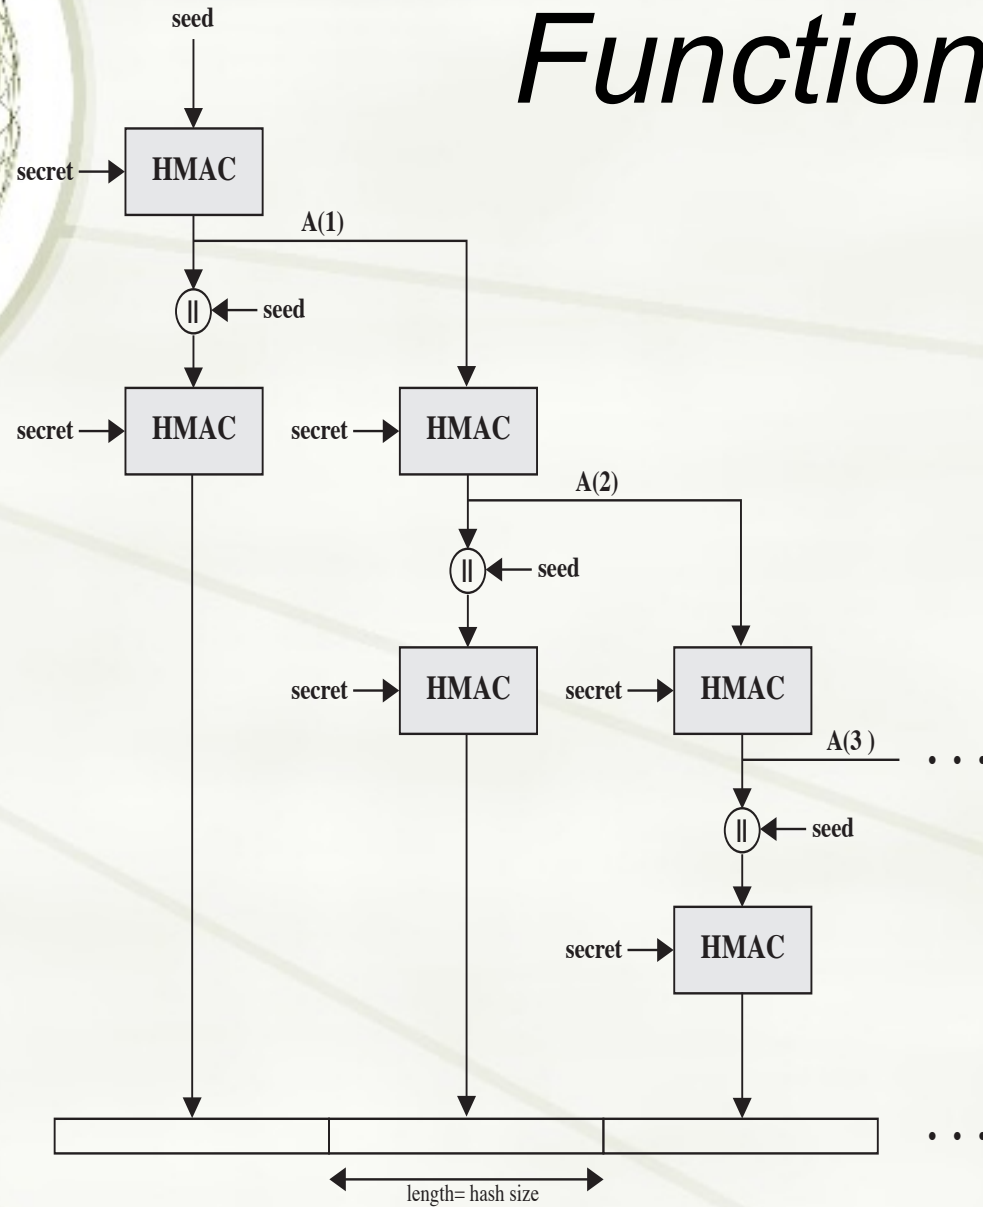 seed
Function
secret HMAC
A(1)
|| seed
secret HMAC secret HMAC
A(2)
|| seed
secret HMAC secret HMAC
A(3 )
• • •
|| seed
secret HMAC
• • •
length= hash size